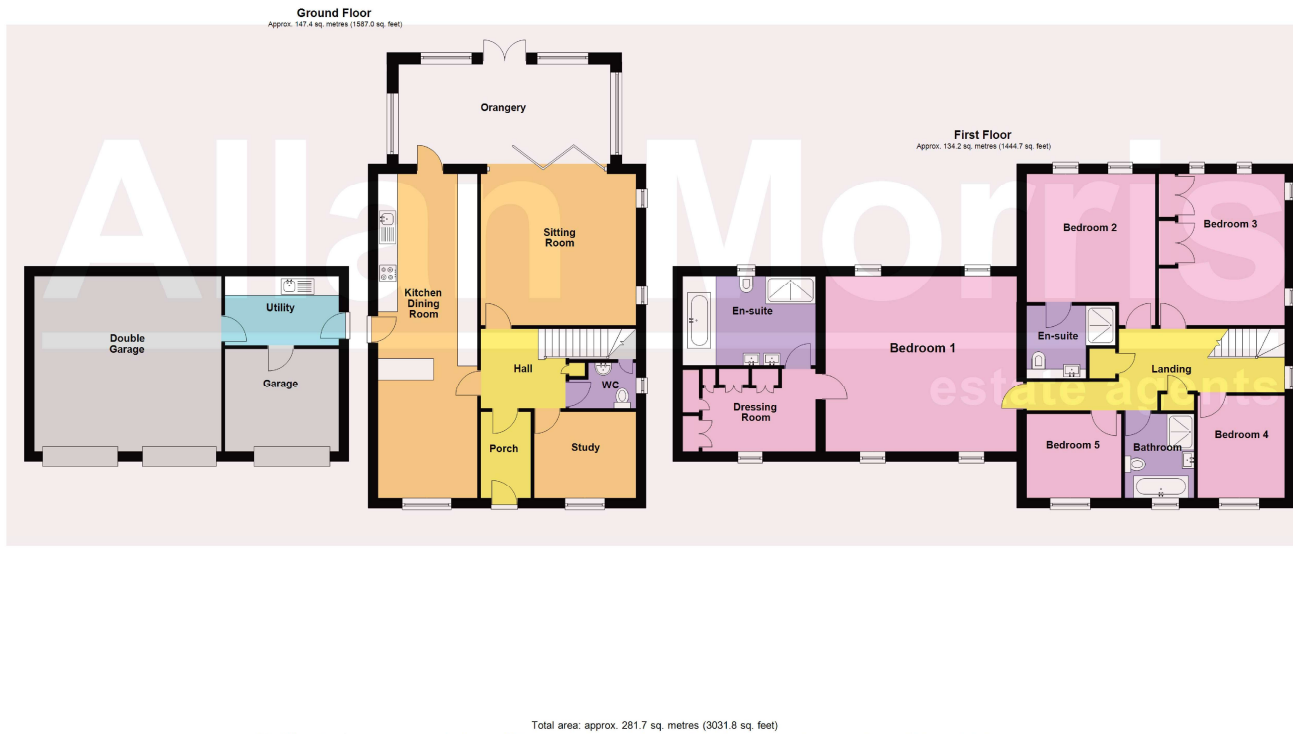 Ground Floor
Approx. 147.4 sq. metres (1587.0 sq. feet)
Orangery
Sitting
Room
Kitchen
Dining
Room
Utility
Double
Garage
Garage
Hall
WC
Porch
Study
First Floor
Approx. 134.2 sq. metres (1444.7 sq. feet)
Bedroom 2
Bedroom 3
En-suite
En-suite
Bedroom 1
Landing
Dressing
Room
Bedroom 5
Bathroom
Bedroom 4
Allan Morris
estate agents
Total area: approx. 281.7 sq. metres (3031.8 sq. feet)